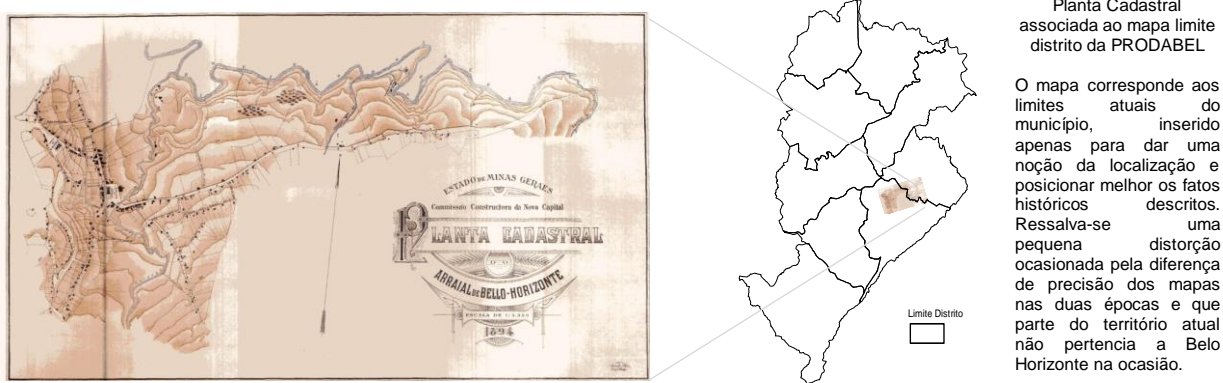 ESTADO DE MINAS GERAES
Commissão Constructora da Nova Capital
PLANTA CADASTRAL
DO
ARRAIAL DE BELLO-HORIZONTE
1894
Limite Distrito
Planta Cadastral
associada ao mapa limite
distrito da PRODABEL
O mapa corresponde aos
limites atuais do
município, inserido
apenas para dar uma
noção da localização e
posicionar melhor os fatos
históricos descritos.
Ressalva-se uma
pequena distorção
ocasionada pela diferença
de precisão dos mapas
nas duas épocas e que
parte do território atual
não pertencia a Belo
Horizonte na ocasião.